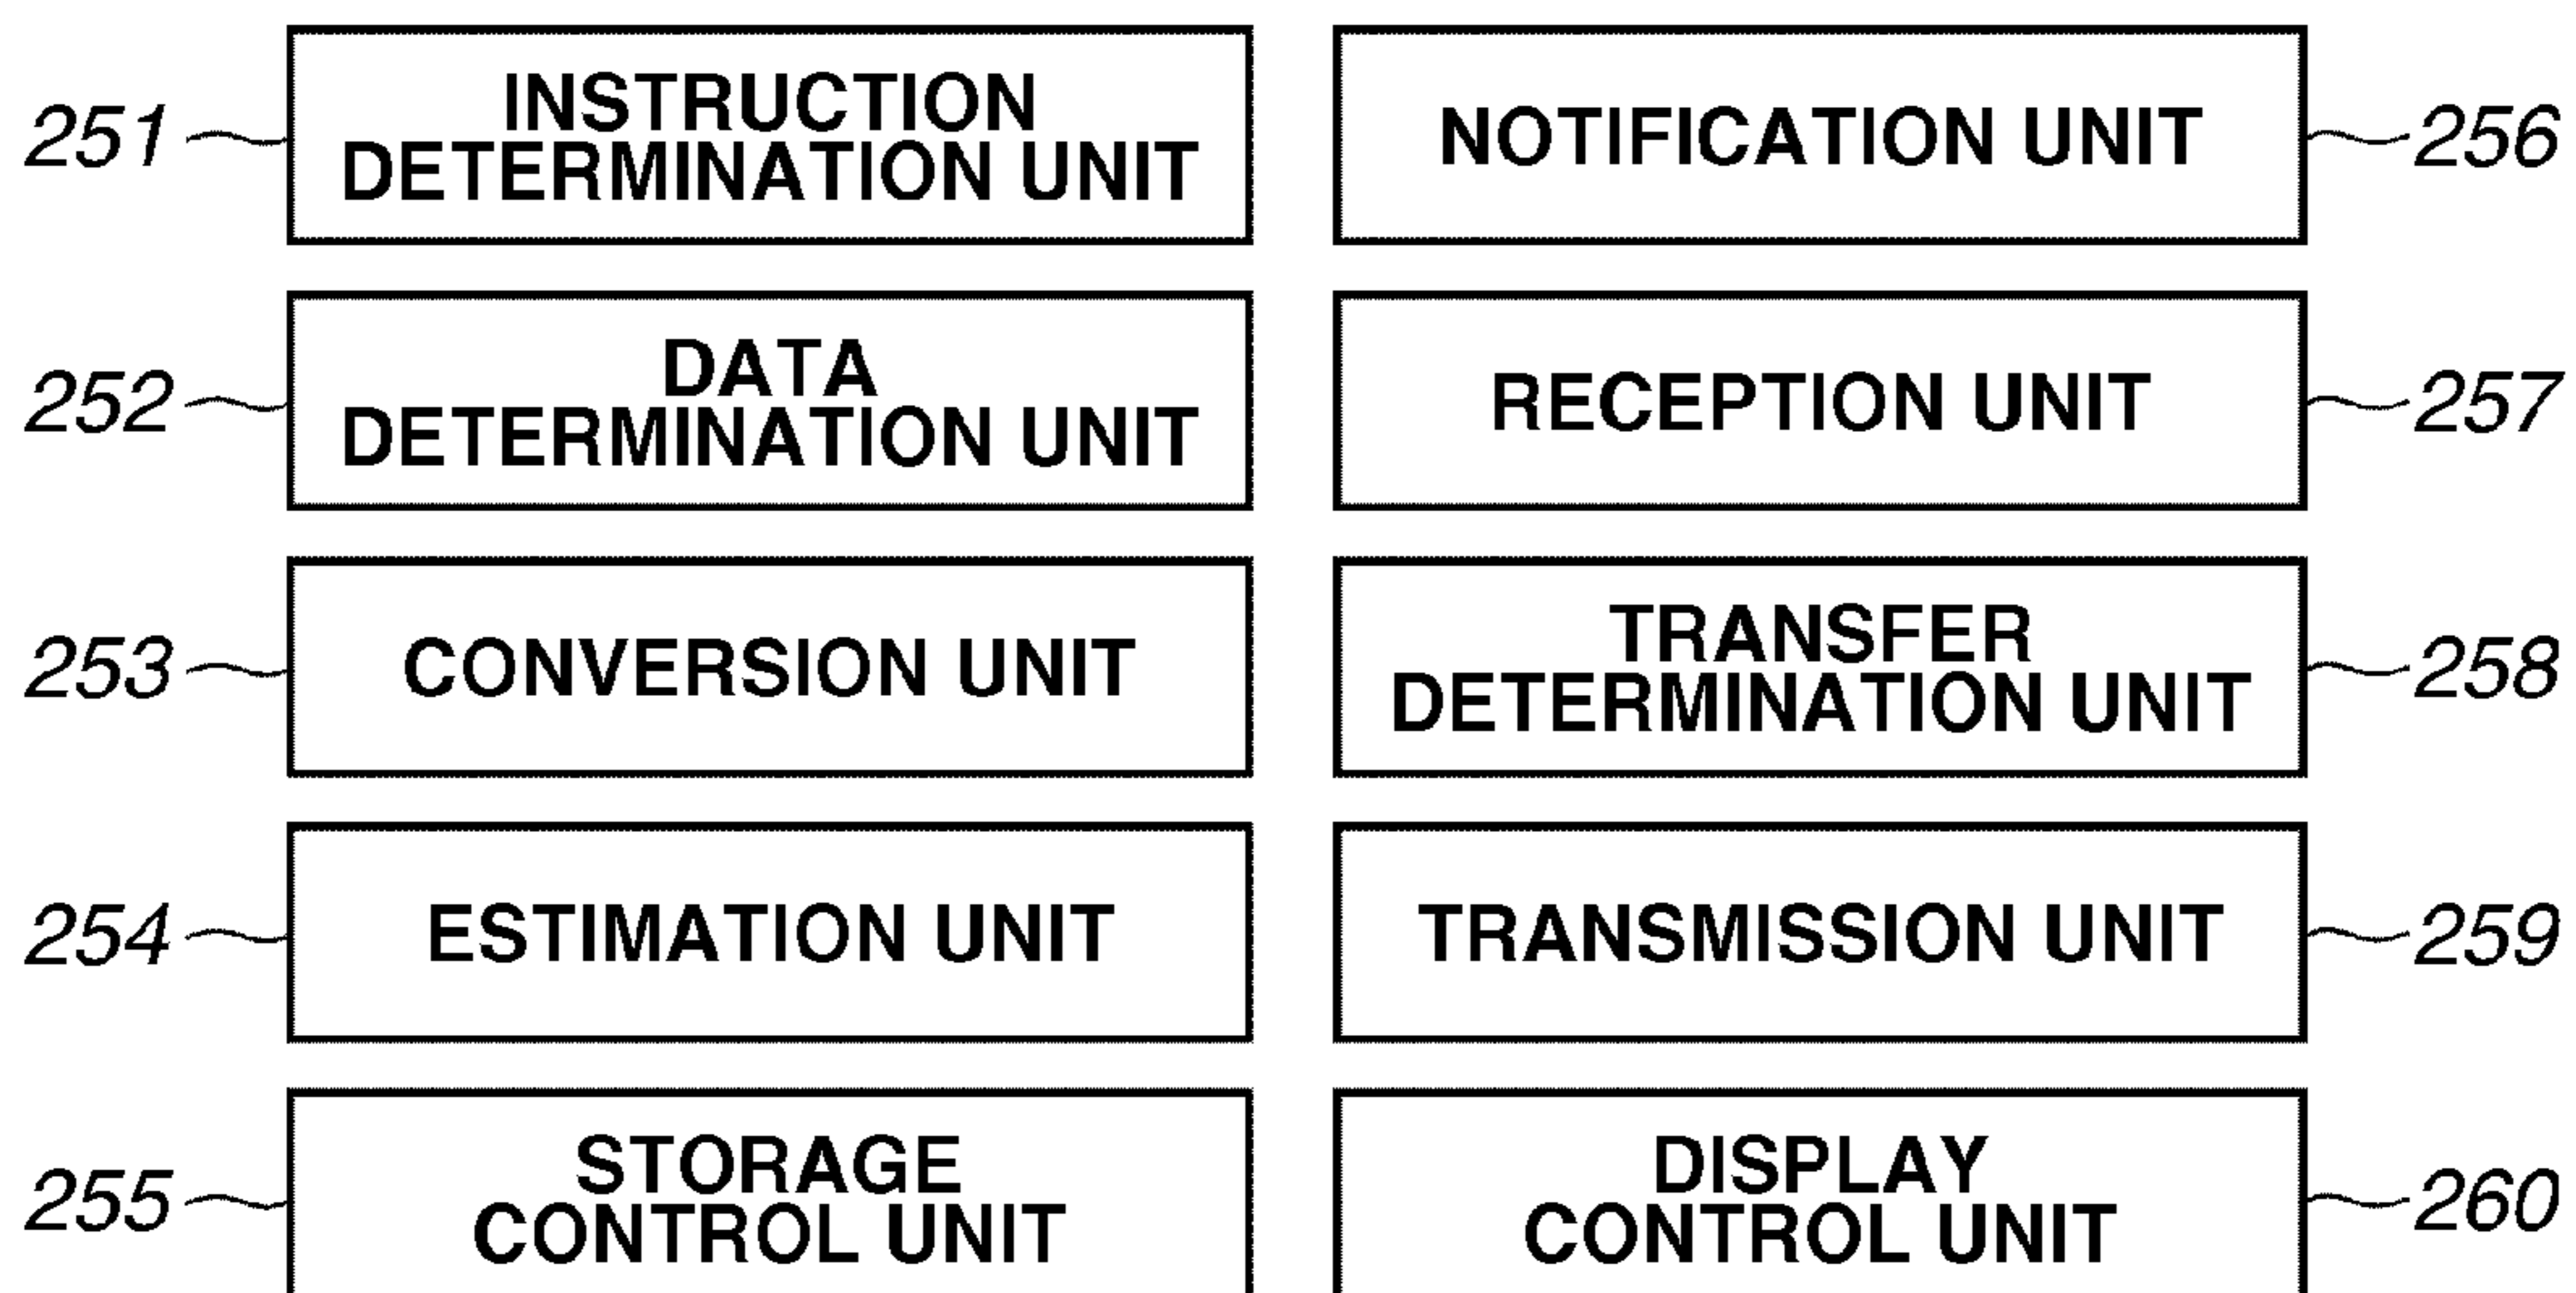 251
INSTRUCTION
DETERMINATION UNIT
NOTIFICATION UNIT
256
252
DATA
DETERMINATION UNIT
RECEPTION UNIT
257
253
CONVERSION UNIT
TRANSFER
DETERMINATION UNIT
258
254
ESTIMATION UNIT
TRANSMISSION UNIT
259
255
STORAGE
CONTROL UNIT
DISPLAY
CONTROL UNIT
260